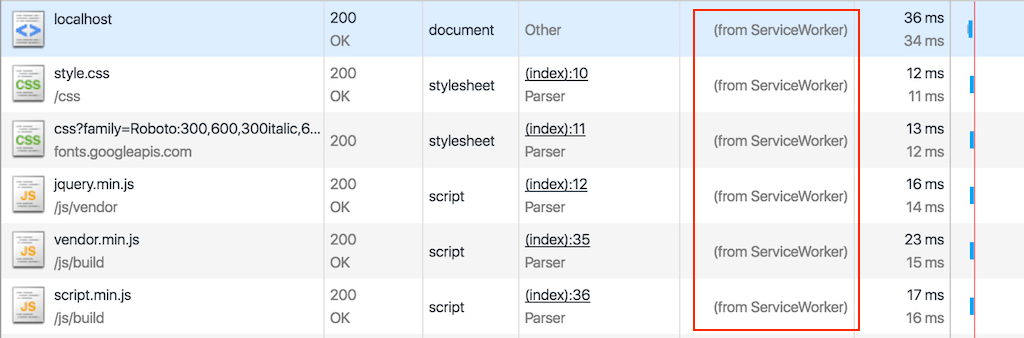 localhost 200 OK document Other (from ServiceWorker) 36 ms 34 ms
style.css /css 200 OK stylesheet (index):10 Parser (from ServiceWorker) 12 ms 11 ms
css?family=Roboto:300,600,300italic,6... fonts.googleapis.com 200 stylesheet (index):11 Parser (from ServiceWorker) 13 ms 12 ms
jquery.min.js /js/vendor 200 OK script (index):12 Parser (from ServiceWorker) 16 ms 14 ms
vendor.min.js /js/build 200 OK script (index):35 Parser (from ServiceWorker) 23 ms 15 ms
script.min.js /js/build 200 OK script (index):36 Parser (from ServiceWorker) 17 ms 16 ms